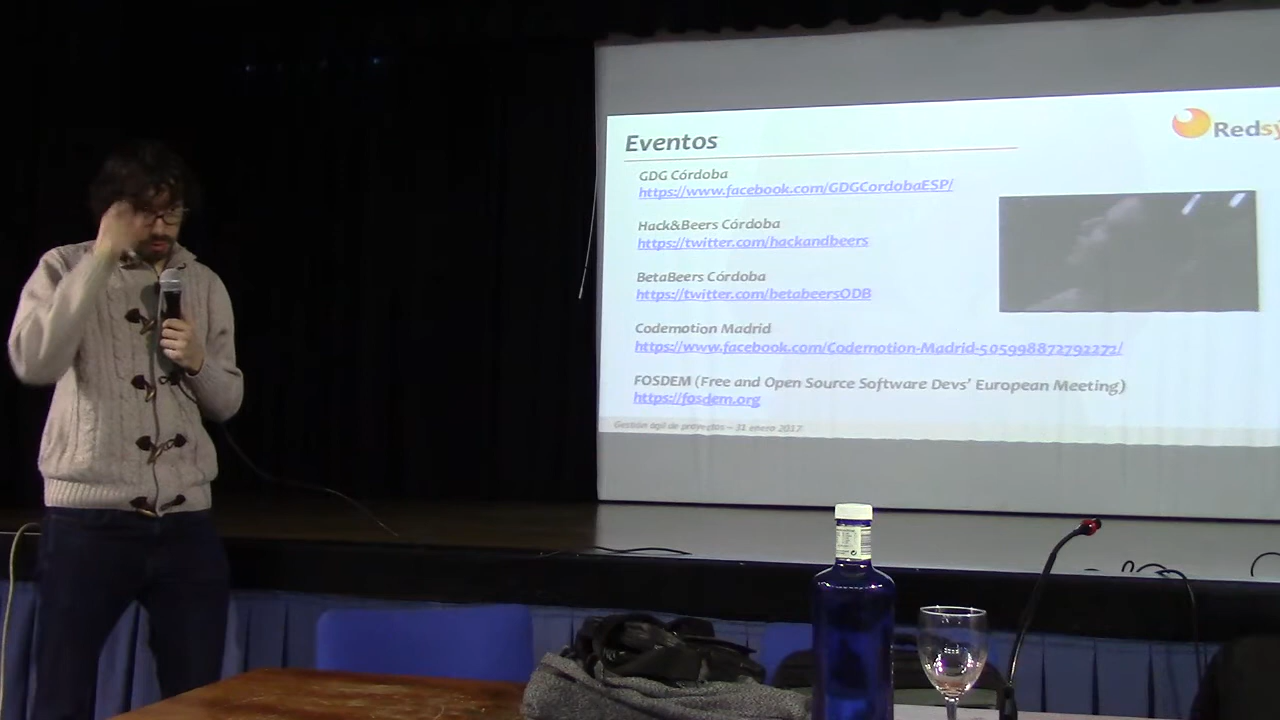 Eventos
Redsy
GDG Córdoba
https://www.facebook.com/GDGCordobaESP/
Hack&Beers Córdoba
https://twitter.com/hackandbeers
BetaBeers Córdoba
https://twitter.com/betabeersODB
Codemotion Madrid
https://www.facebook.com/Codemotion-Madrid-505998872792272/
FOSDEM (Free and Open Source Software Devs' European Meeting)
https://fosdem.org
Gestión ágil de proyectos – 31 enero 2017